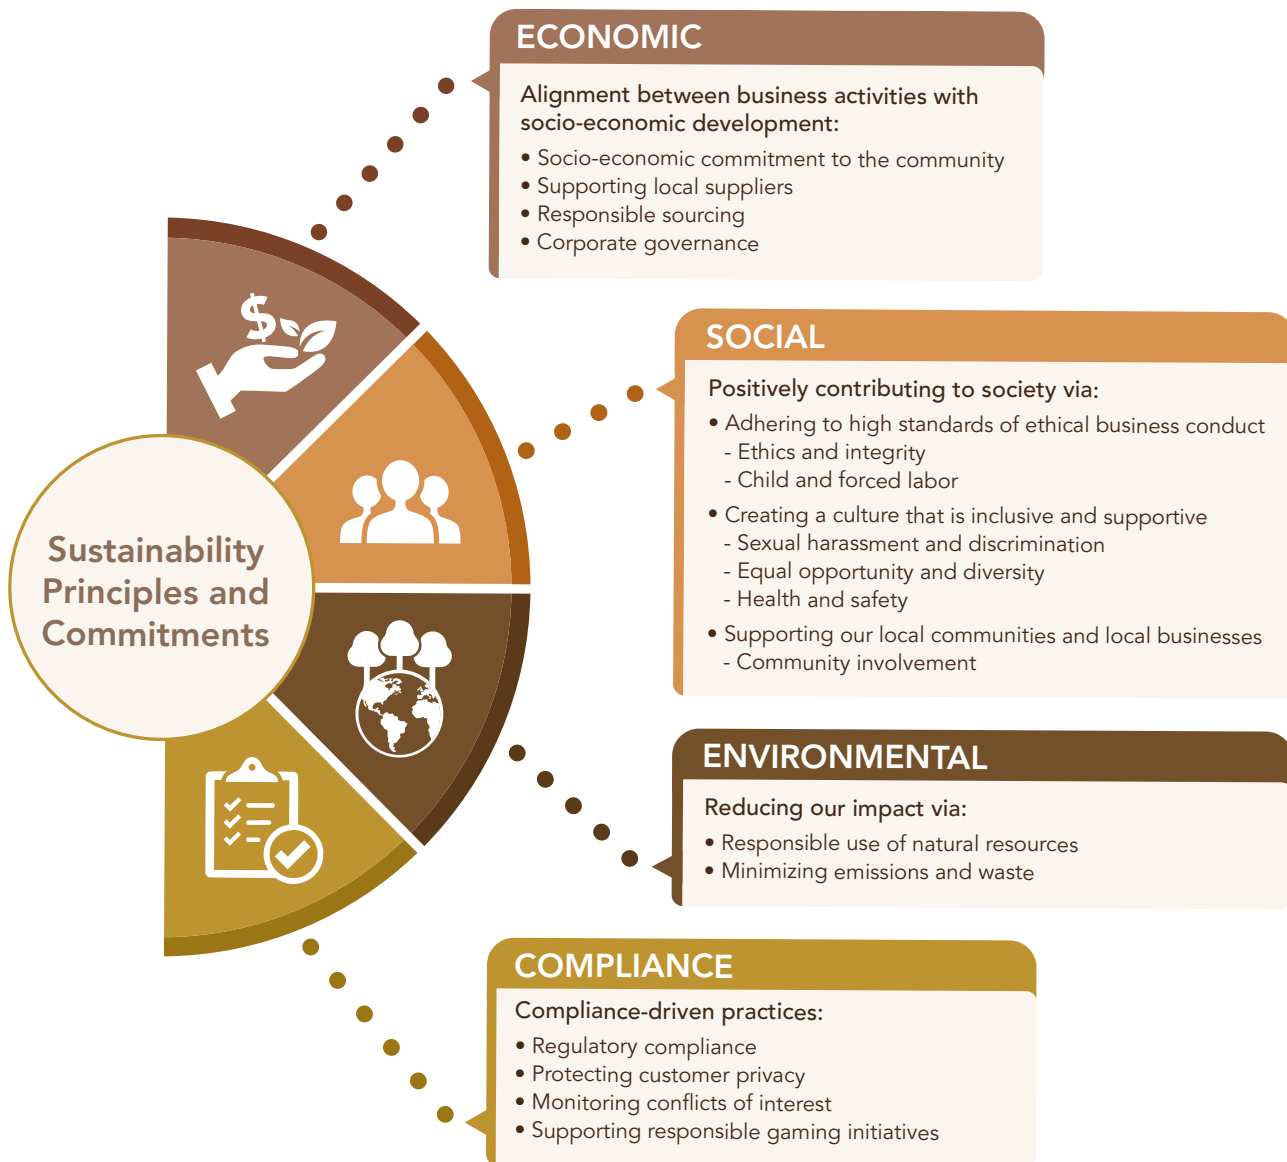 ECONOMIC
Alignment between business activities with
socio-economic development:
• Socio-economic commitment to the community
• Supporting local suppliers
• Responsible sourcing
• Corporate governance
$
SOCIAL
Positively contributing to society via:
• Adhering to high standards of ethical business conduct
- Ethics and integrity
- Child and forced labor
• Creating a culture that is inclusive and supportive
- Sexual harassment and discrimination
- Equal opportunity and diversity
- Health and safety
• Supporting our local communities and local businesses
- Community involvement
Sustainability
Principles and
Commitments
ENVIRONMENTAL
Reducing our impact via:
• Responsible use of natural resources
• Minimizing emissions and waste
COMPLIANCE
Compliance-driven practices:
• Regulatory compliance
• Protecting customer privacy
• Monitoring conflicts of interest
• Supporting responsible gaming initiatives